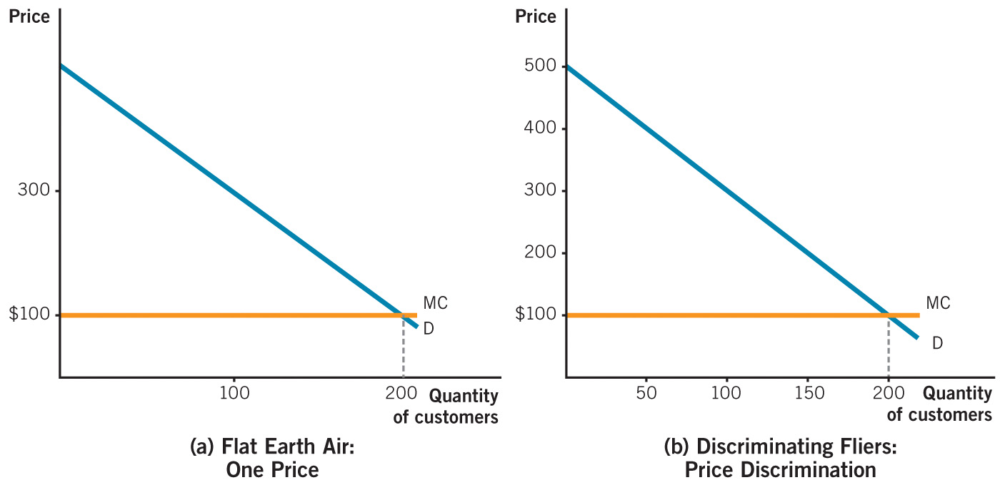 Price
300
$100
MC
D
100
200
Quantity
of customers
(a) Flat Earth Air:
One Price
Price
500
400
300
200
$100
MC
D
50
100
150
200
Quantity
of customers
(b) Discriminating Fliers:
Price Discrimination